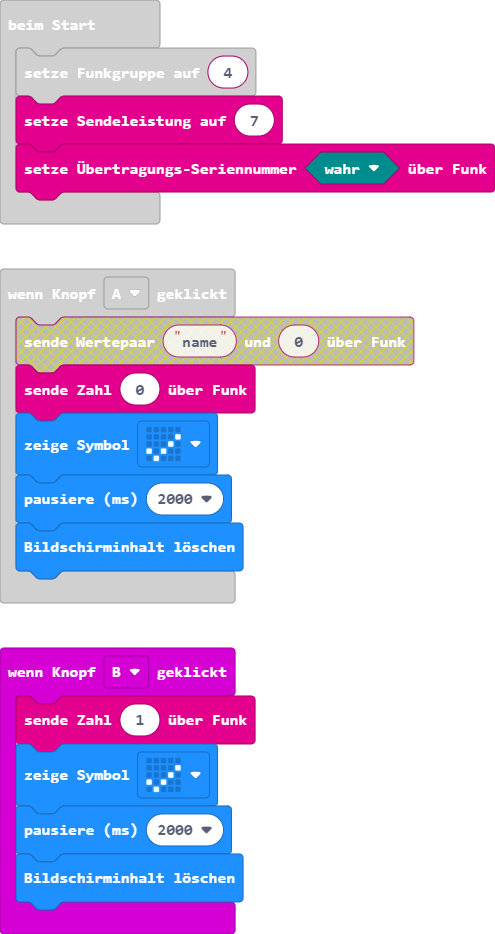 beim Start
setze Funkgruppe auf 4
setze Sendeleistung auf 7
setze Übertragungs-Seriennummer wahr über Funk
wenn Knopf A geklickt
sende Wertepaar "name" und 0 über Funk
sende Zahl 0 über Funk
zeige Symbol
pausiere (ms) 2000
Bildschirminhalt löschen
wenn Knopf B geklickt
sende Zahl 1 über Funk
zeige Symbol
pausiere (ms) 2000
Bildschirminhalt löschen